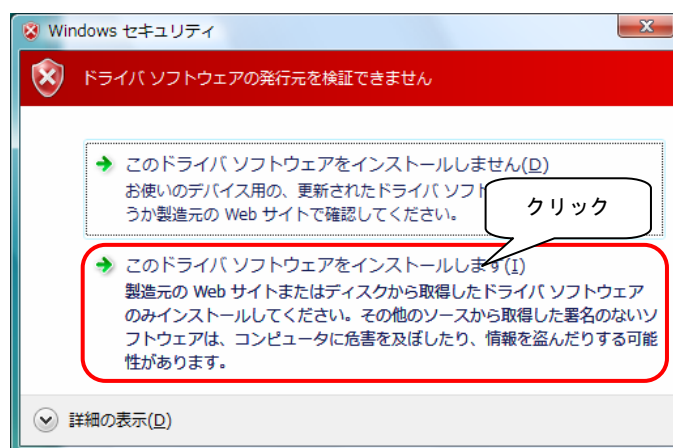 Windows セキュリティ
ドライバ ソフトウェアの発行元を検証できません
このドライバ ソフトウェアをインストールしません(D)
お使いのデバイス用の、更新されたドライバ ソフト
うか製造元の Web サイトで確認してください。
クリック
このドライバ ソフトウェアをインストールします(I)
製造元の Web サイトまたはディスクから取得したドライバ ソフトウェア
のみインストールしてください。その他のソースから取得した署名のないソ
フトウェアは、コンピュータに危害を及ぼしたり、情報を盗んだりする可能
性があります。
詳細の表示(D)